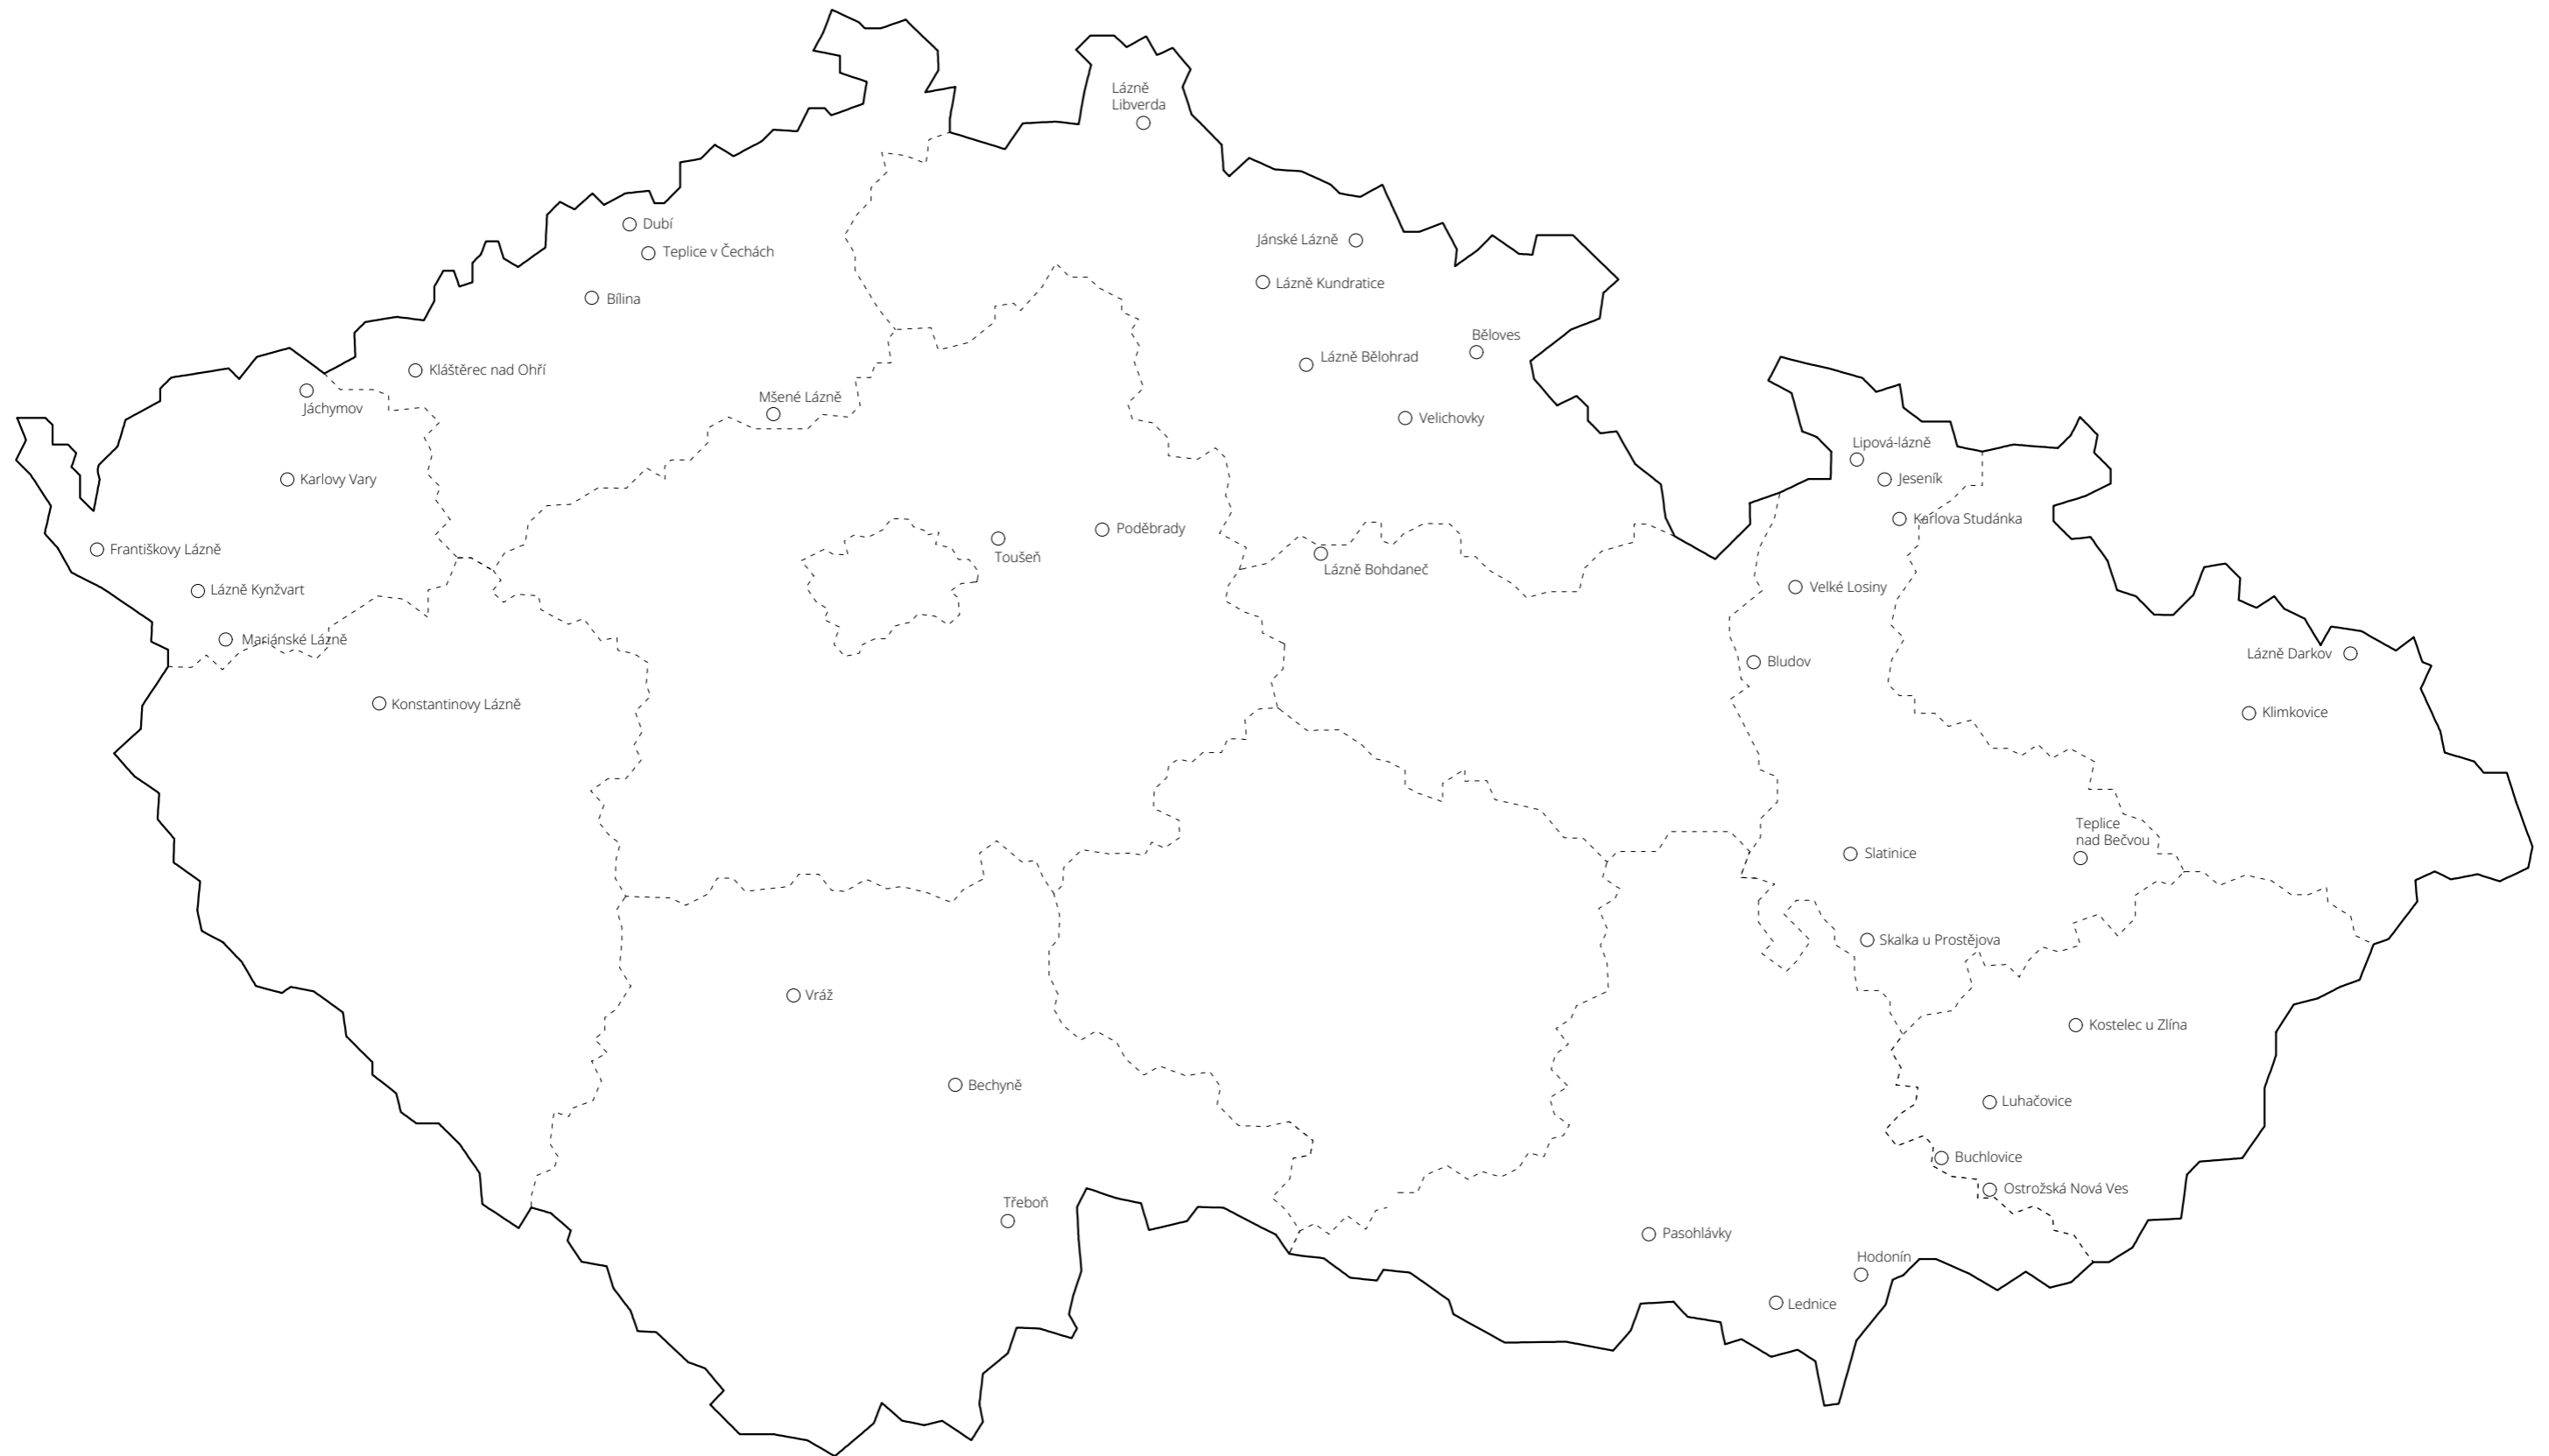 Lázně
Libverda
Dubí
Jánské Lázně
Teplice v Čechách
Lázně Kundratice
Bílina
Běloves
Lázně Bělohrad
Kláštěrec nad Ohří
Mšené Lázně
Jáchymov
Velichovky
Lipová-lázně
Karlovy Vary
Jeseník
Karlova Studánka
Poděbrady
Františkovy Lázně
Toušeň
Lázně Bohdaneč
Velké Losiny
Lázně Kynžvart
Mariánské Lázně
Lázně Darkov
Bludov
Konstantinovy Lázně
Klimkovice
Teplice
nad Bečvou
Slatinice
Skalka u Prostějova
Vráž
Kostelec u Zlína
Bechyně
Luhačovice
Buchlovice
Ostrožská Nová Ves
Třeboň
Pasohlávky
Hodonín
Lednice